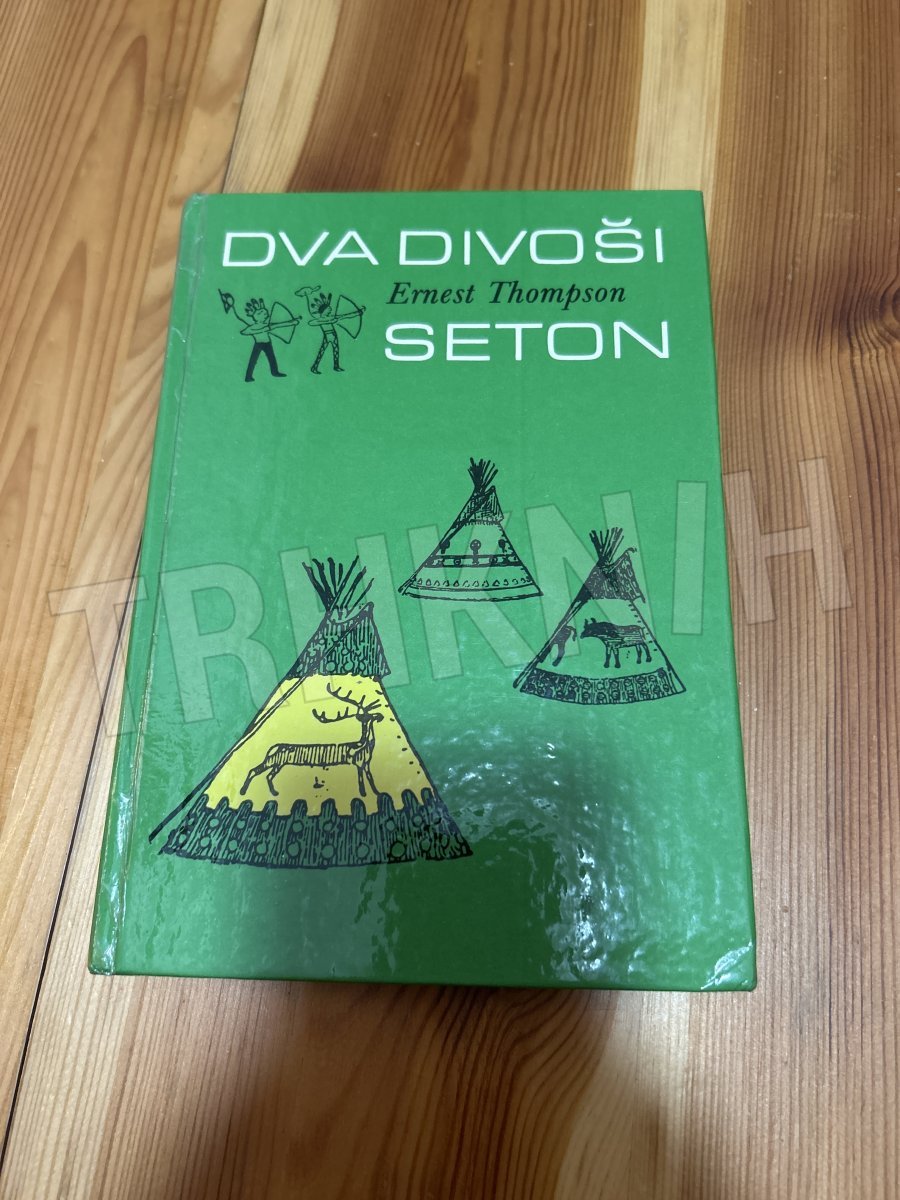 DVA DIVOŠI
Ernest Thompson
SETON
TRHKNIH